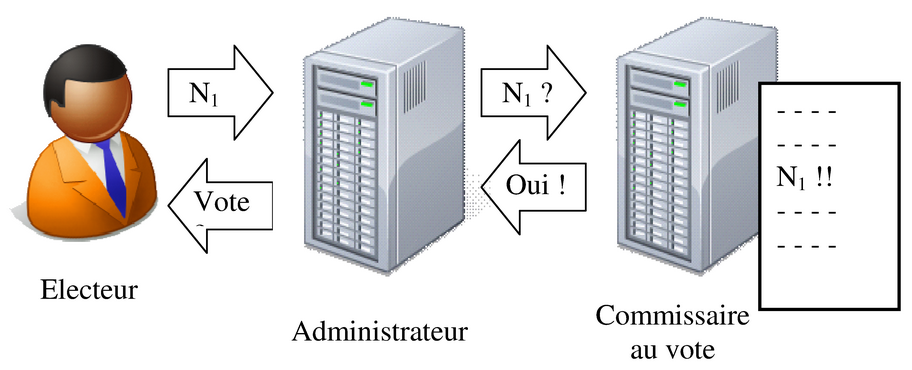 N1
N1 ?
Vote
Oui !
- - - -
- - - -
N1 !!
- - - -
- - - -
Electeur
Administrateur
Commissaire
au vote